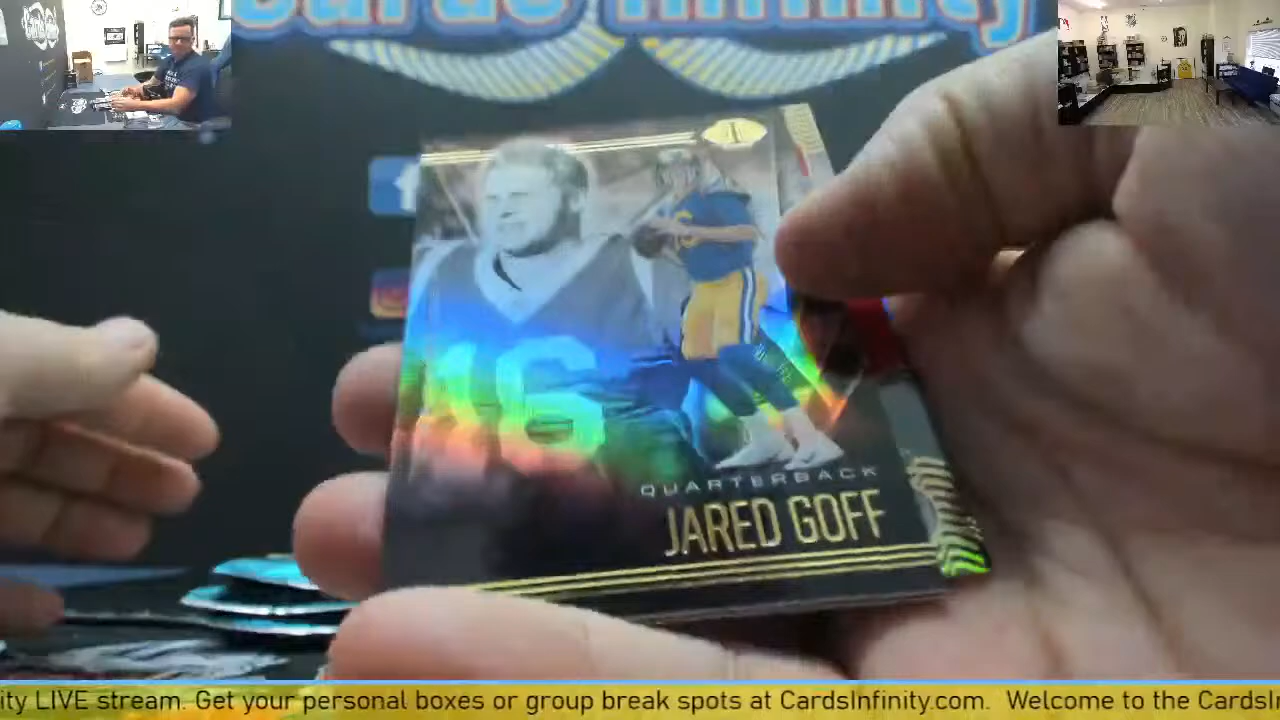 Cards Infinity
16
QUARTERBACK
JARED GOFF
ity LIVE stream. Get your personal boxes or group break spots at CardsInfinity.com. Welcome to the CardsI